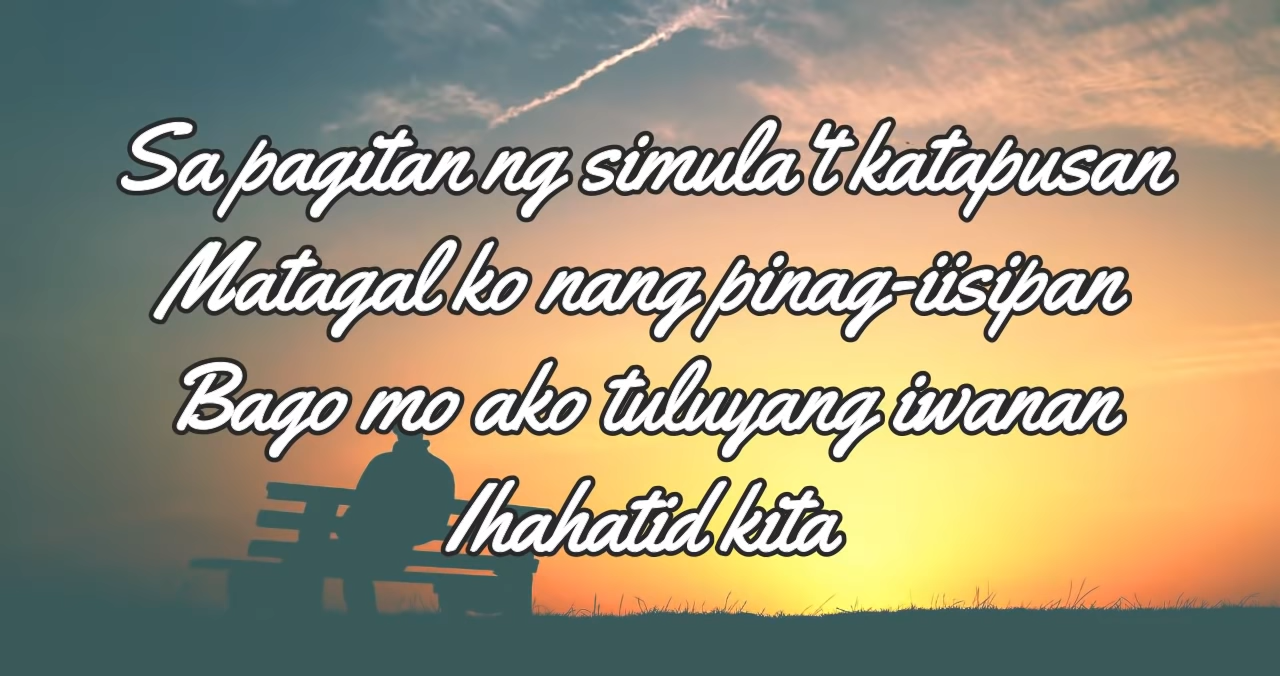 Sa pagitan ng simula't katapusan
Matagal ko nang pinag-iisipan
Bago mo ako tuluyang iwanan
Ihahatid kita